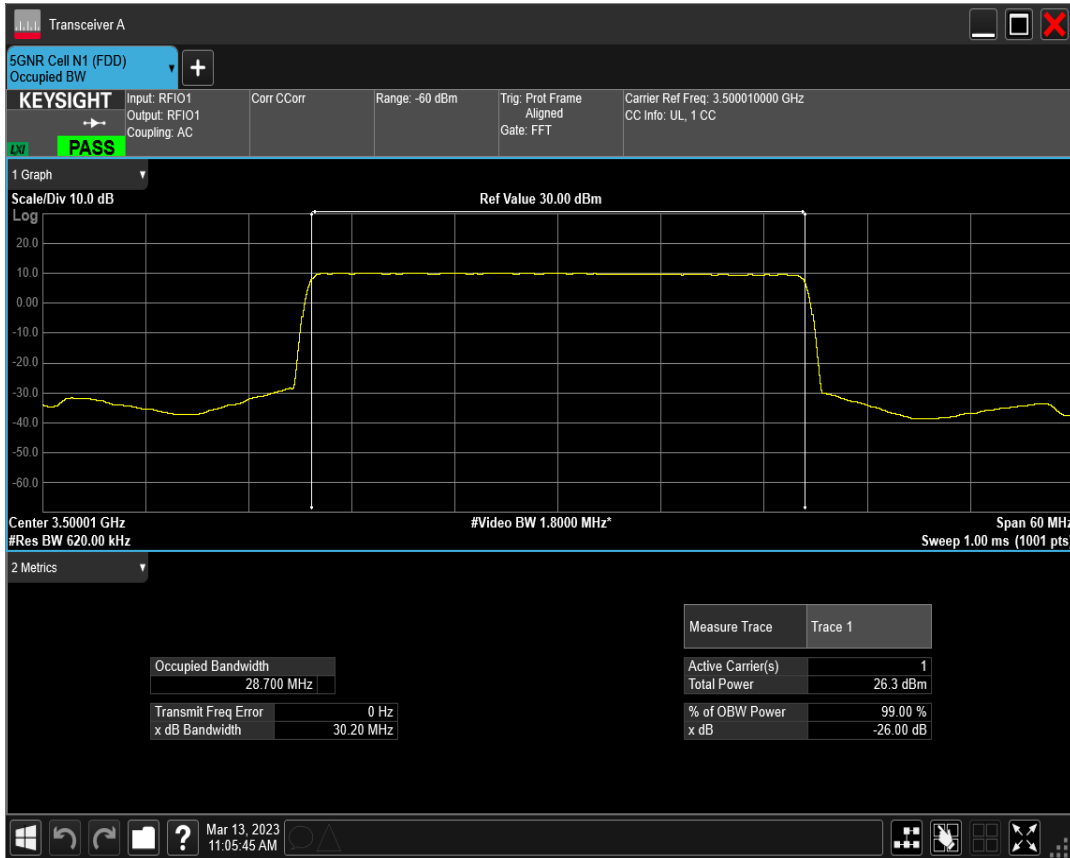 Transceiver A
5GNR Cell N1 (FDD)
Occupied BW
KEYSIGHT
LXI
PASS
Input: RFIO1
Output: RFIO1
Coupling: AC
Corr CCorr
Range: -60 dBm
Trig: Prot Frame
Aligned
Gate: FFT
Carrier Ref Freq: 3.500010000 GHz
CC Info: UL, 1 CC
1 Graph
Scale/Div 10.0 dB
Ref Value 30.00 dBm
Log
20.0
10.0
0.00
-10.0
-20.0
-30.0
-40.0
-50.0
-60.0
Center 3.50001 GHz
#Video BW 1.8000 MHz*
Span 60 MHz
#Res BW 620.00 kHz
Sweep 1.00 ms (1001 pts)
2 Metrics
Measure Trace Trace 1
Occupied Bandwidth
28.700 MHz
Active Carrier(s) 1
Total Power 26.3 dBm
Transmit Freq Error 0 Hz
x dB Bandwidth 30.20 MHz
% of OBW Power 99.00 %
x dB -26.00 dB
?
Mar 13, 2023
11:05:45 AM